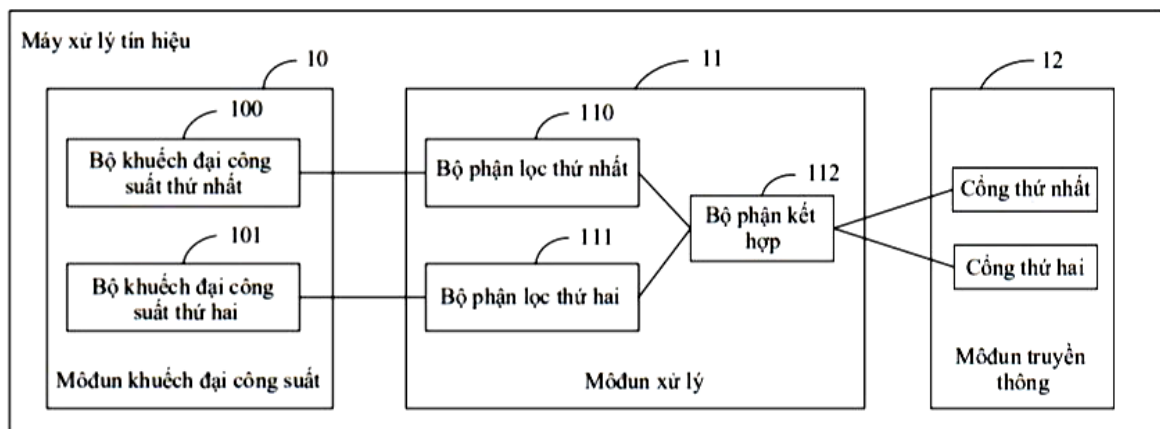 Máy xử lý tín hiệu
10
11
12
100
Bộ khuếch đại công
suất thứ nhất
101
Bộ khuếch đại công
suất thứ hai
Môđun khuếch đại công suất
110
Bộ phận lọc thứ nhất
111
Bộ phận lọc thứ hai
112
Bộ phận kết
hợp
Môđun xử lý
Cổng thứ nhất
Cổng thứ hai
Môđun truyền
thông